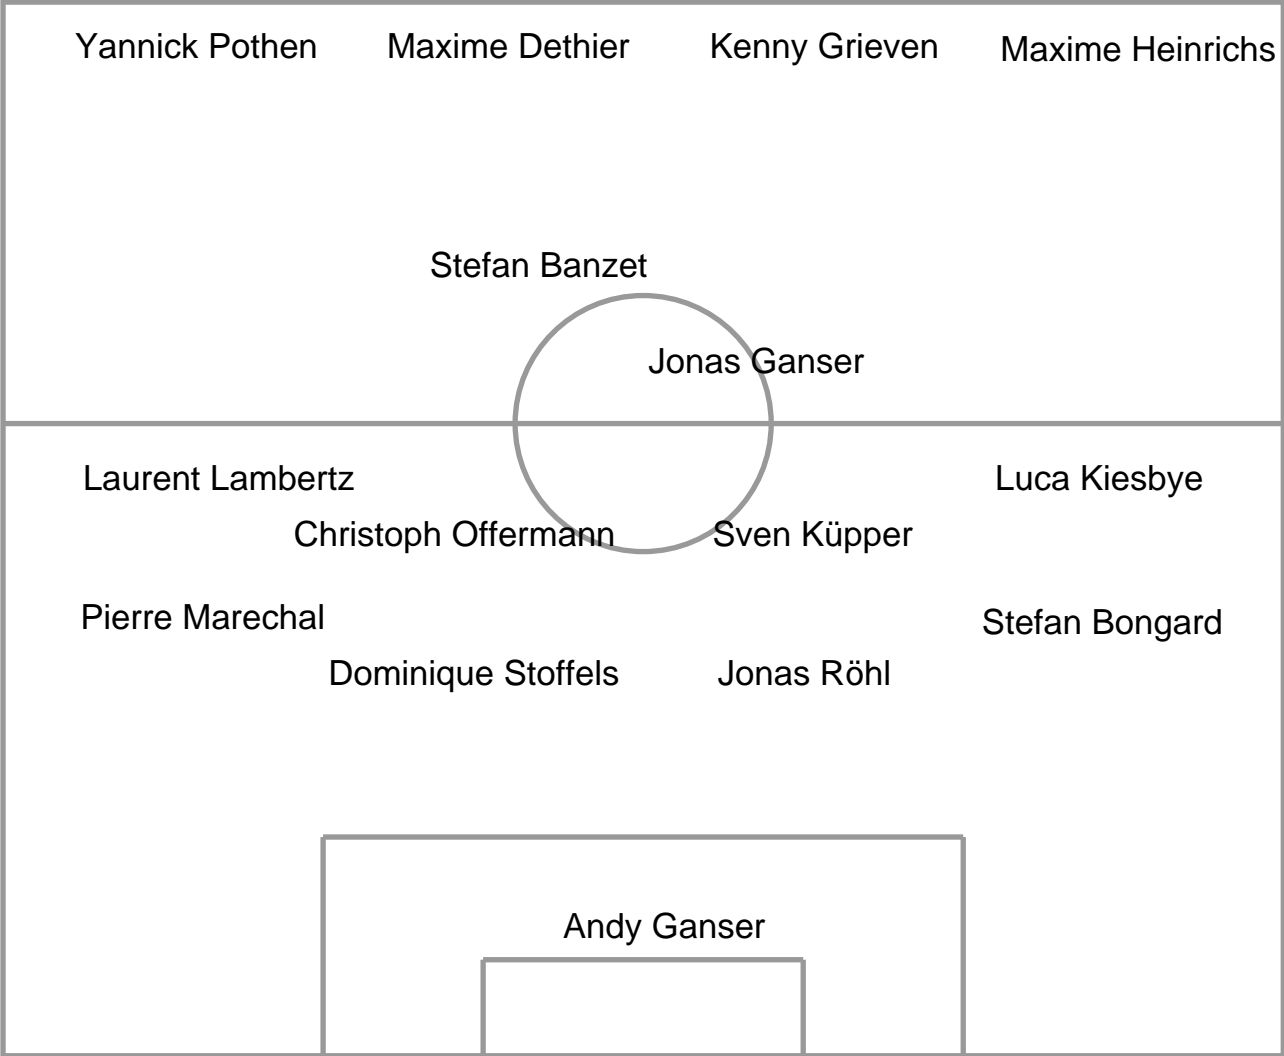 Yannick Pothen
Maxime Dethier
Kenny Grieven
Maxime Heinrichs
Stefan Banzet
Jonas Ganser
Laurent Lambertz
Luca Kiesbye
Christoph Offermann
Sven Küpper
Pierre Marechal
Stefan Bongard
Dominique Stoffels
Jonas Röhl
Andy Ganser